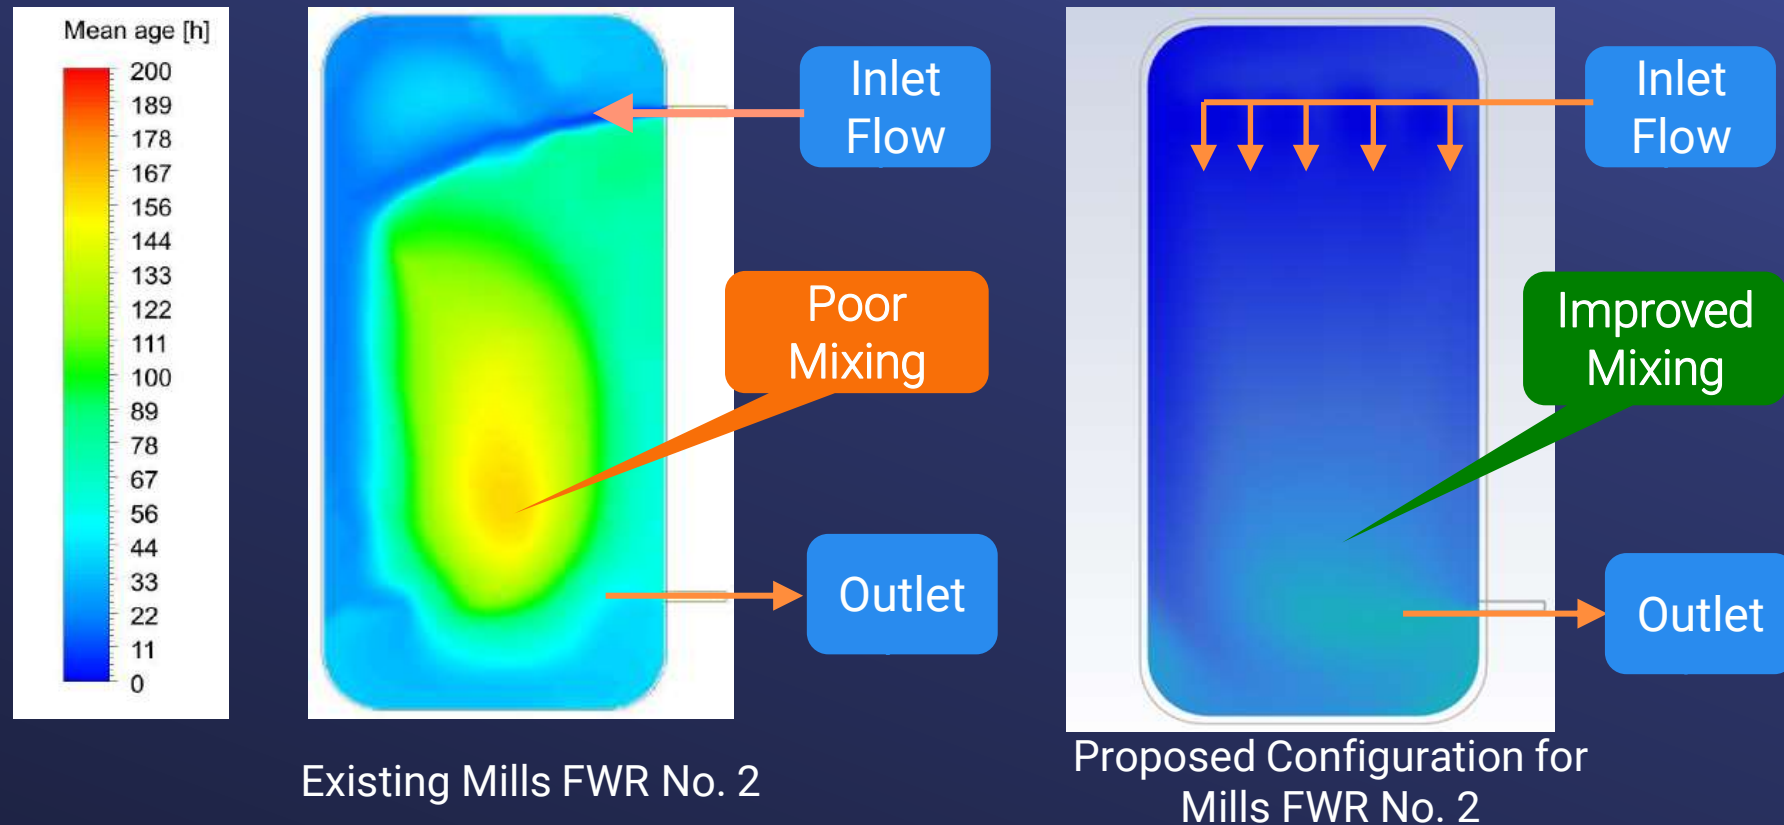 Mean age [h]
200
189
178
167
156
144
133
122
111
100
89
78
67
56
44
33
22
11
0
Inlet
Flow
Poor
Mixing
Outlet
Existing Mills FWR No. 2
Inlet
Flow
Improved
Mixing
Outlet
Proposed Configuration for
Mills FWR No. 2